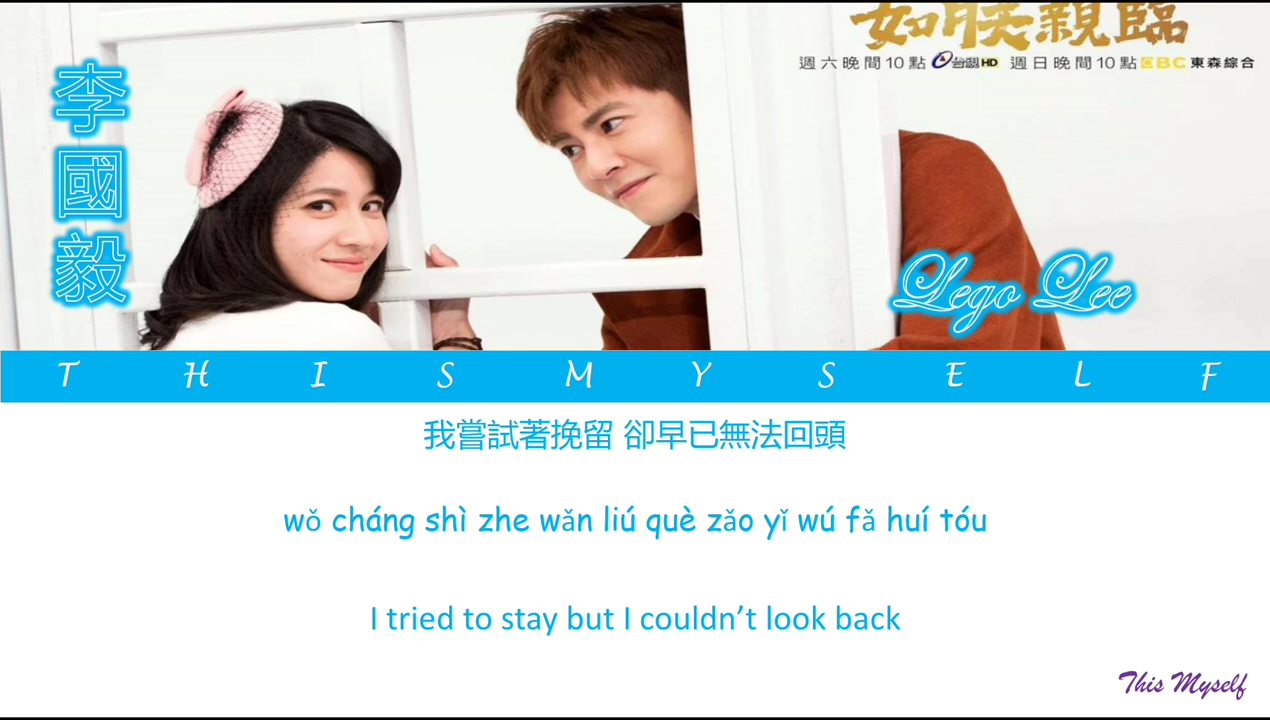 如朕親臨
週六晚間10點 台視HD 週日晚間10點 EBC 東森綜合
李國毅
Lego Lee
T H I S M Y S E L F
我嘗試著挽留 卻早已無法回頭
wǒ cháng shì zhe wǎn liú què zǎo yǐ wú fǎ huí tóu
I tried to stay but I couldn’t look back
This Myself